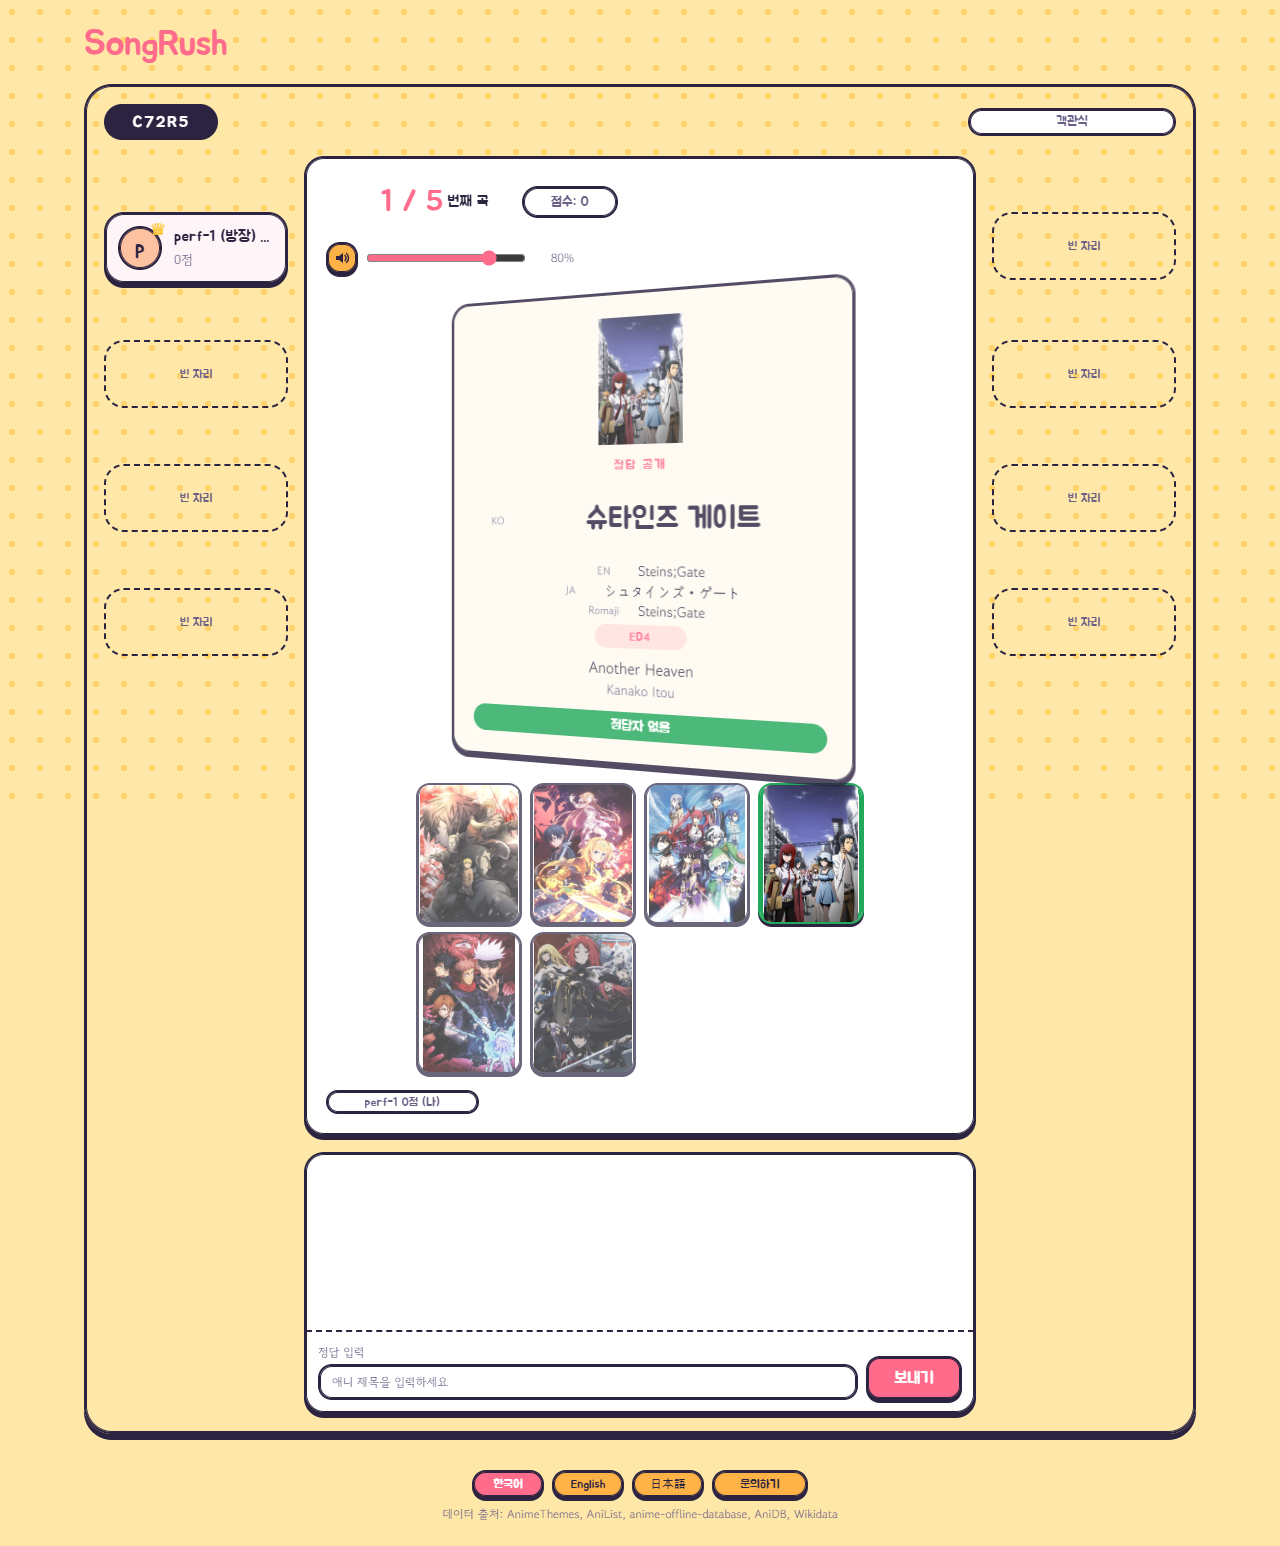 SongRush
C72R5
객관식
1 / 5 번째 곡
점수: 0
80%
P
perf-1 (방장) ...
0점
빈 자리
빈 자리
빈 자리
빈 자리
빈 자리
빈 자리
빈 자리
정답 공개
KO 슈타인즈 게이트
EN Steins;Gate
JA シュタインズ・ゲート
Romaji Steins;Gate
ED4
Another Heaven
Kanako Itou
정답자 없음
perf-1 0점 (나)
정답 입력
애니 제목을 입력하세요
보내기
한국어 English 日本語 문의하기
데이터 출처: AnimeThemes, AniList, anime-offline-database, AniDB, Wikidata